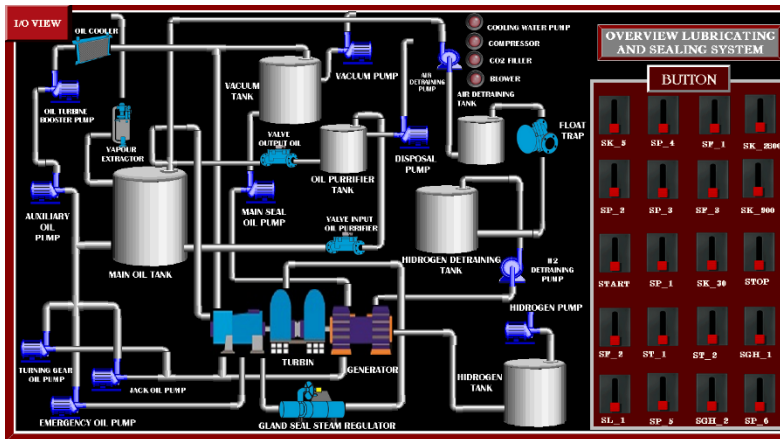 I/O VIEW
OIL COOLER
OIL TURBINE
BOOSTER PUMP
VAPOUR
EXTRACTOR
AUXILIARY
OIL
PUMP
MAIN OIL TANK
TURNING GEAR
OIL PUMP
JACK OIL PUMP
EMERGENCY OIL PUMP
VACUUM
TANK
VACUUM PUMP
VALVE
OUTPUT OIL
OIL PURRIFIER
TANK
MAIN SEAL
OIL PUMP
VALVE INPUT
OIL PURRIFIER
DISPOSAL
PUMP
AIR
DETRAINING
PUMP
AIR DETRAINING
TANK
FLOAT
TRAP
HIDROGEN DETRAINING
TANK
H2
DETRAINING
PUMP
HIDROGEN PUMP
HIDROGEN
TANK
TURBIN
GENERATOR
GLAND SEAL STEAM REGULATOR
COOLING WATER PUMP
COMPRESSOR
CO2 FILLER
BLOWER
OVERVIEW LUBRICATING
AND SEALING SYSTEM
BUTTON
SK_5 SP_4 SF_1 SK_2800
SP_2 SP_3 SF_3 SK_900
START SP_1 SK_30 STOP
SF_2 ST_1 ST_2 SGH_1
SL_1 SP_5 SGH_2 SP_6